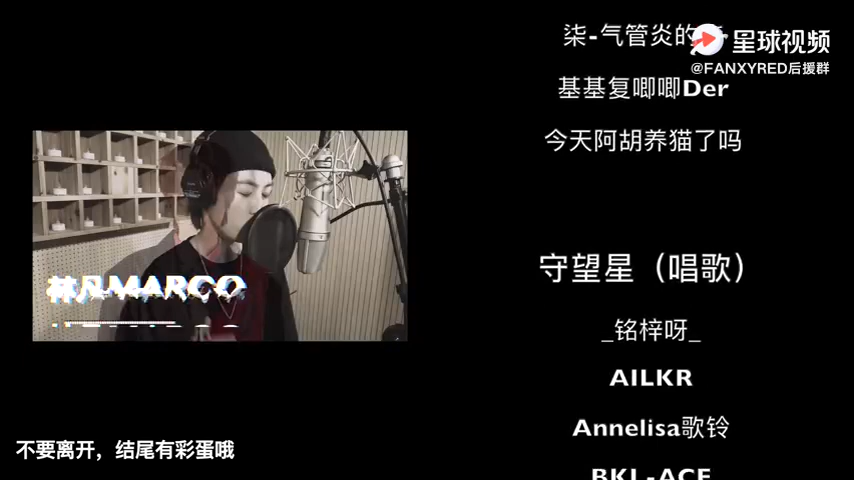 柒-气管炎的
星球视频
@FANXYRED后援群
基基复唧唧Der
今天阿胡养猫了吗
守望星（唱歌）
_铭梓呀_
AILKR
Annelisa歌铃
林凡MARCO
不要离开，结尾有彩蛋哦